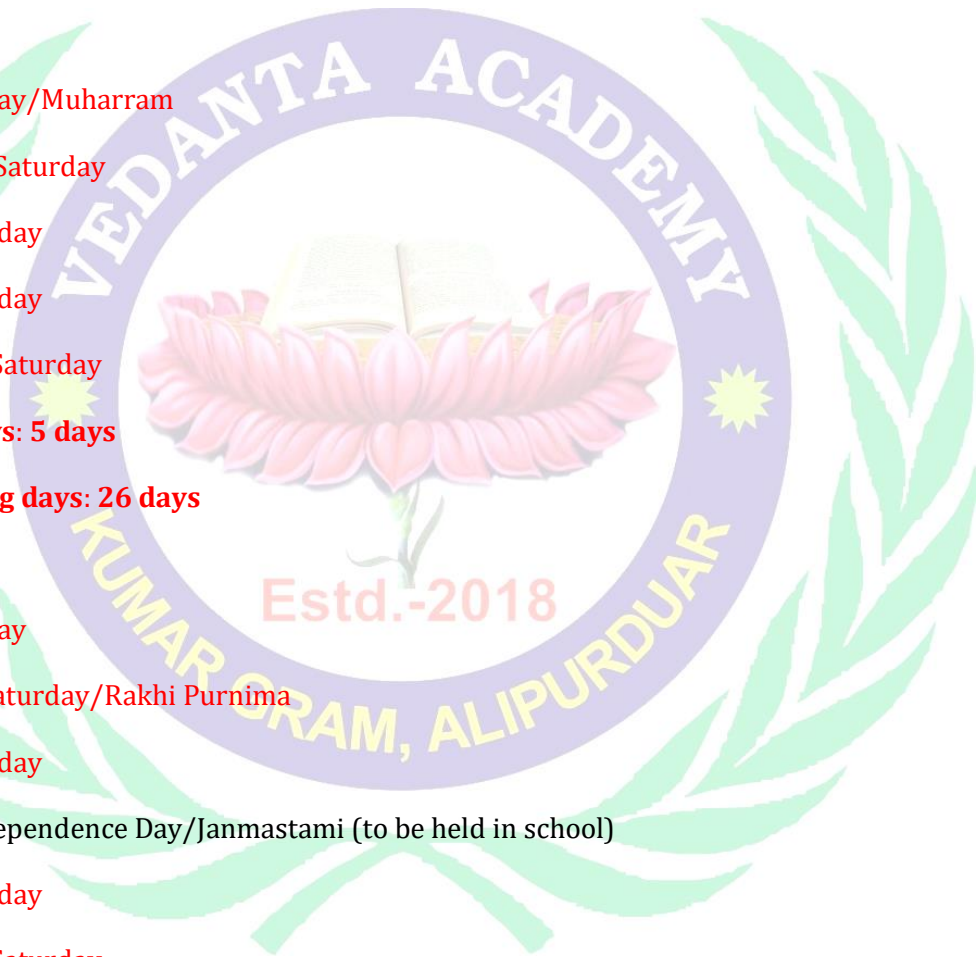 VEDANTA ACADEMY
ay/Muharram
Saturday
day
day
Saturday
s: 5 days
g days: 26 days
Estd.-2018
KUMAR GRAM, ALIPURDUAR
ay
aturday/Rakhi Purnima
day
ependence Day/Janmastami (to be held in school)
day
Saturday